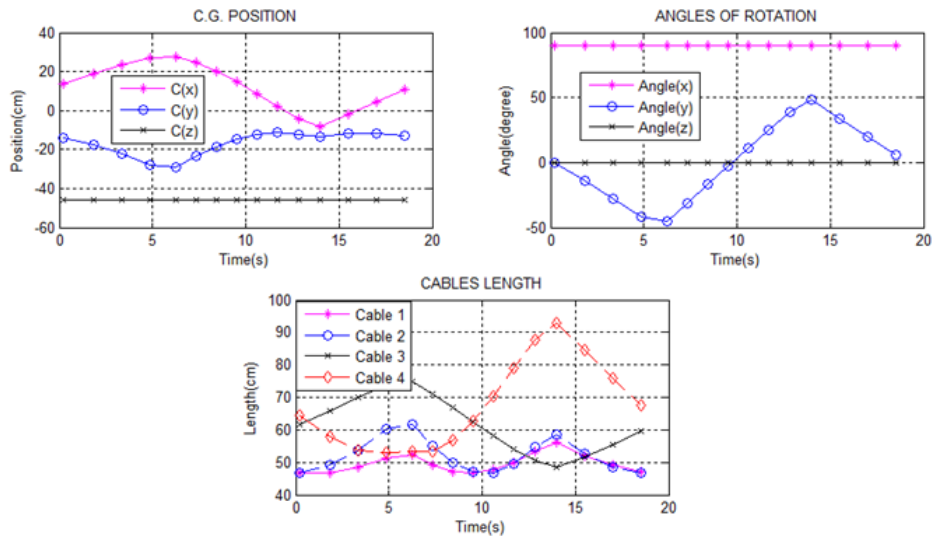 C.G. POSITION
40
20
0
-20
-40
-60
Position(cm)
C(x)
C(y)
C(z)
0
5
10
15
20
Time(s)
ANGLES OF ROTATION
100
50
0
-50
Angle(degree)
Angle(x)
Angle(y)
Angle(z)
0
5
10
15
20
Time(s)
CABLES LENGTH
100
90
80
70
60
50
40
Length(cm)
Cable 1
Cable 2
Cable 3
Cable 4
0
5
10
15
20
Time(s)